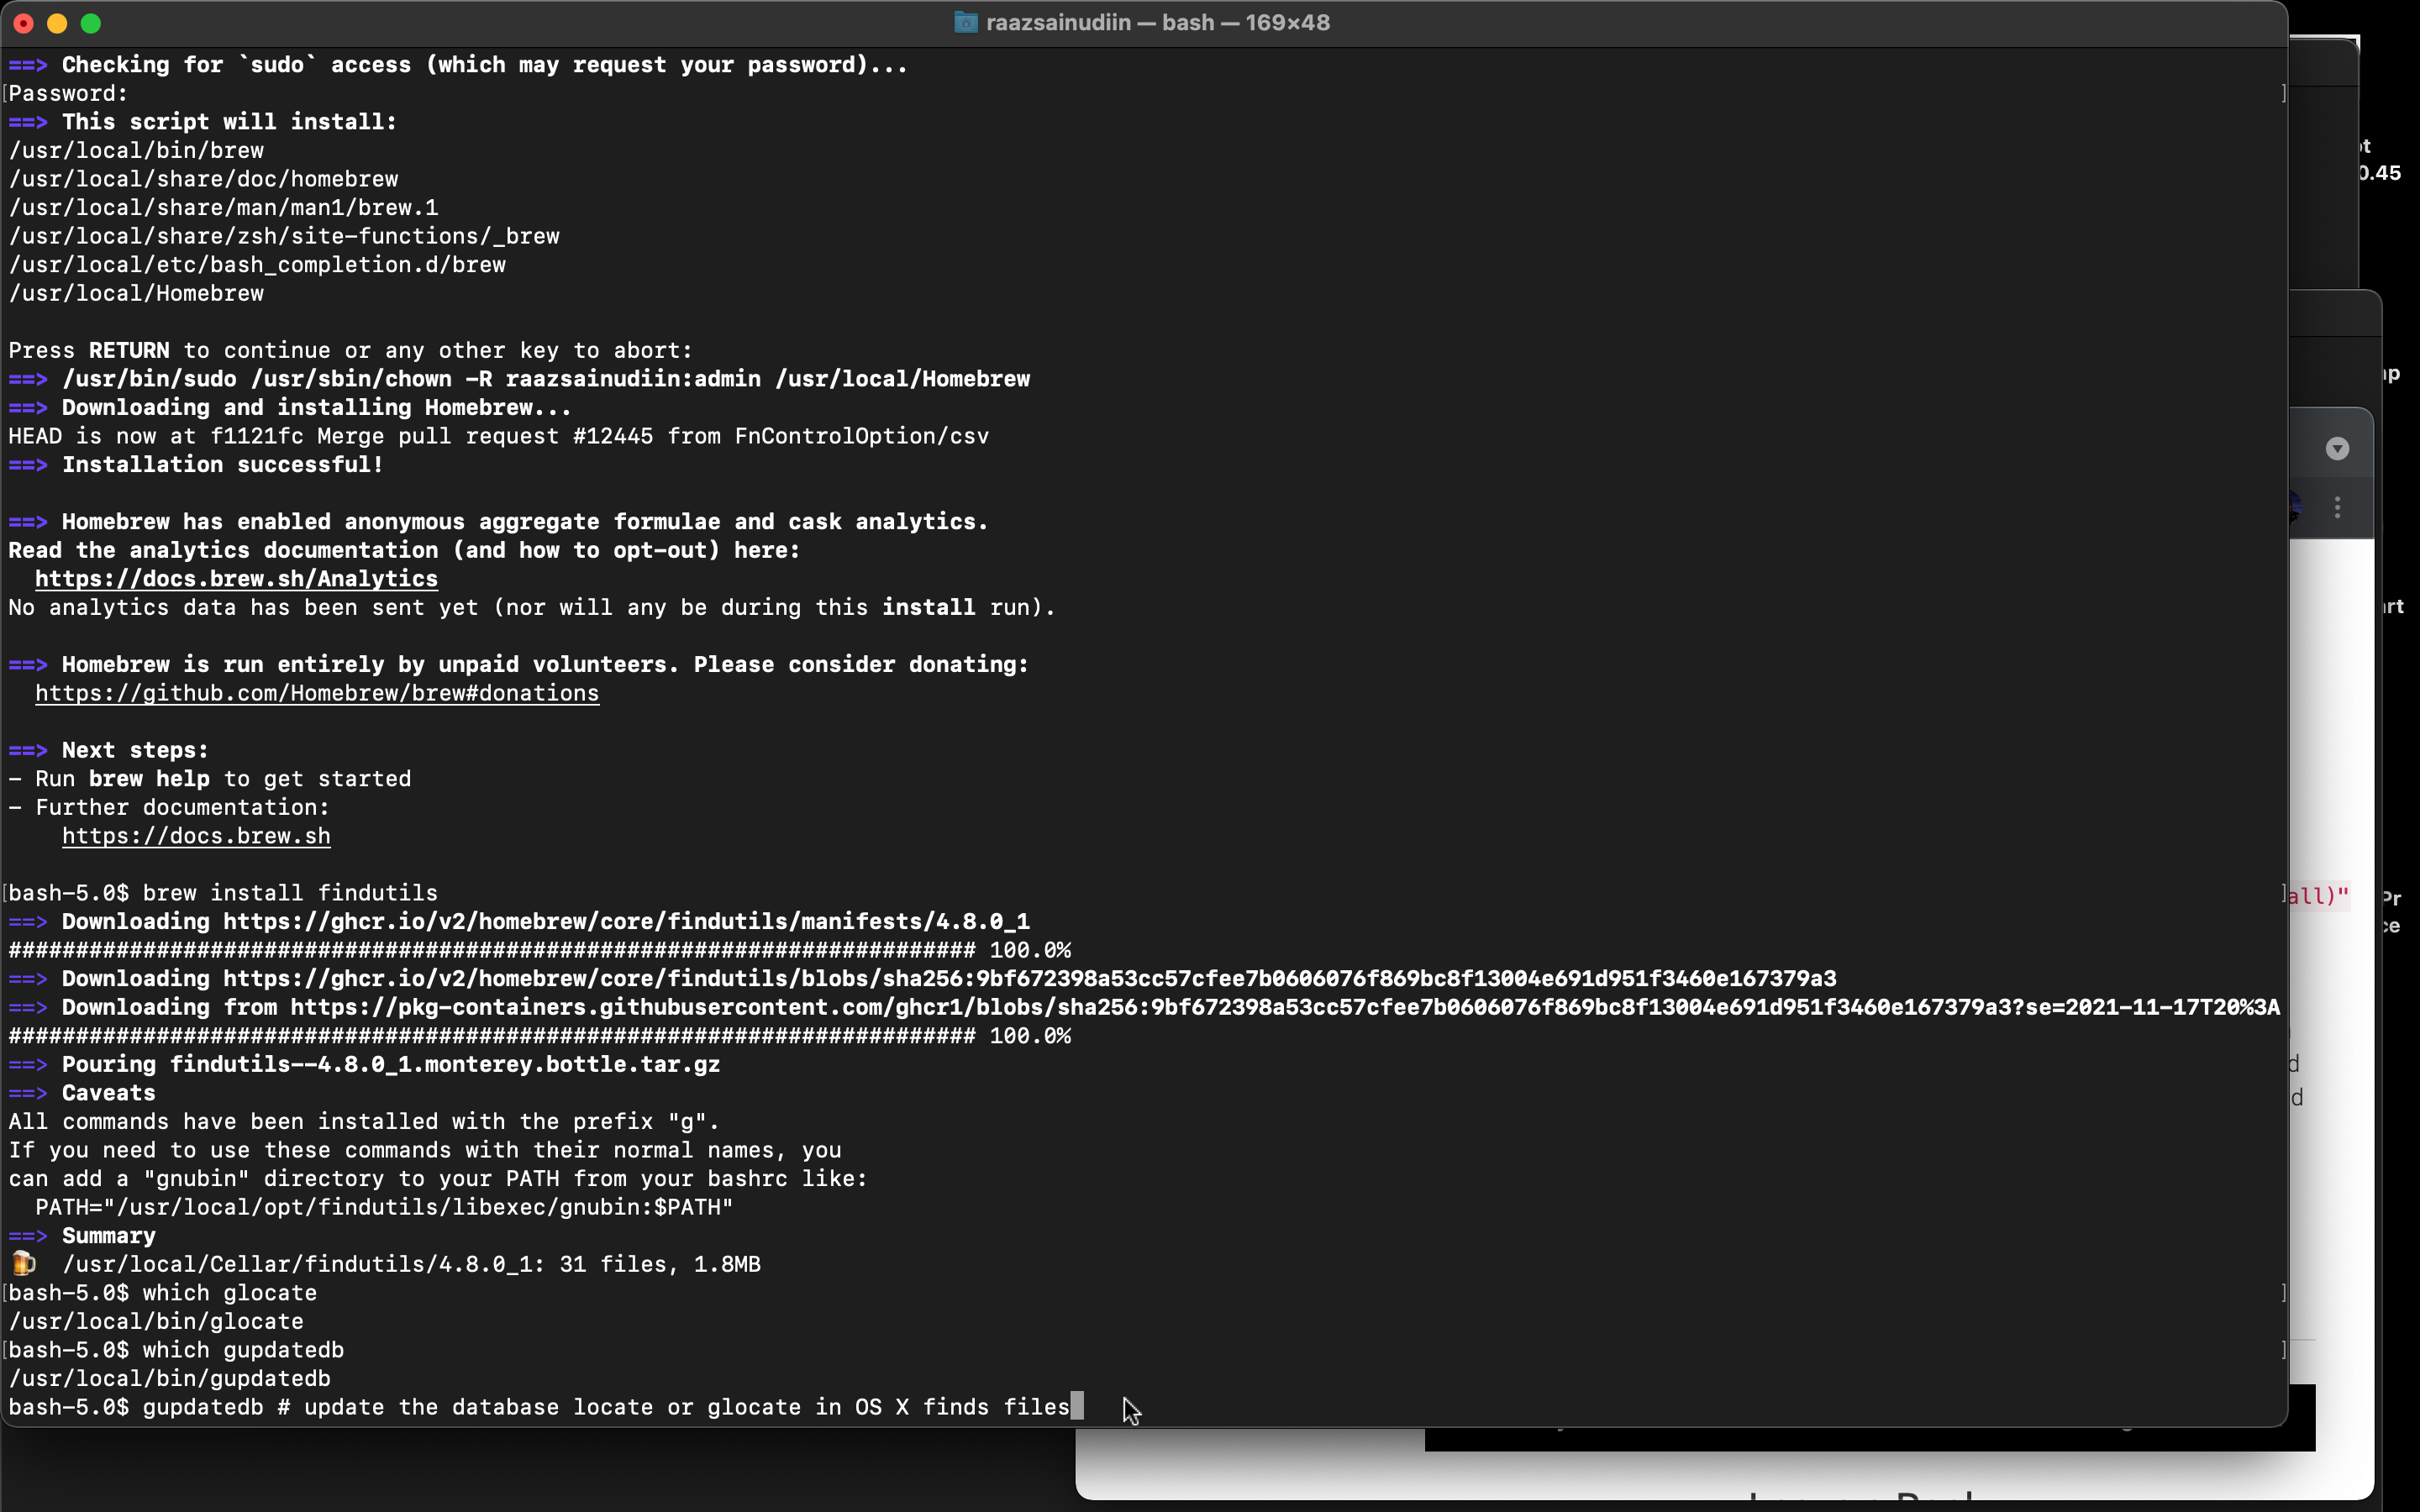 raazsainudiin — bash — 169×48
==> Checking for `sudo` access (which may request your password)...
Password:
==> This script will install:
/usr/local/bin/brew
/usr/local/share/doc/homebrew
/usr/local/share/man/man1/brew.1
/usr/local/share/zsh/site-functions/_brew
/usr/local/etc/bash_completion.d/brew
/usr/local/Homebrew
Press RETURN to continue or any other key to abort:
==> /usr/bin/sudo /usr/sbin/chown -R raazsainudiin:admin /usr/local/Homebrew
==> Downloading and installing Homebrew...
HEAD is now at f1121fc Merge pull request #12445 from FnControlOption/csv
==> Installation successful!
==> Homebrew has enabled anonymous aggregate formulae and cask analytics.
Read the analytics documentation (and how to opt-out) here:
https://docs.brew.sh/Analytics
No analytics data has been sent yet (nor will any be during this install run).
==> Homebrew is run entirely by unpaid volunteers. Please consider donating:
https://github.com/Homebrew/brew#donations
==> Next steps:
- Run brew help to get started
- Further documentation:
https://docs.brew.sh
bash-5.0$ brew install findutils
==> Downloading https://ghcr.io/v2/homebrew/core/findutils/manifests/4.8.0_1
######################################################################## 100.0%
==> Downloading https://ghcr.io/v2/homebrew/core/findutils/blobs/sha256:9bf672398a53cc57cfee7b0606076f869bc8f13004e691d951f3460e167379a3
==> Downloading from https://pkg-containers.githubusercontent.com/ghcr1/blobs/sha256:9bf672398a53cc57cfee7b0606076f869bc8f13004e691d951f3460e167379a3?se=2021-11-17T20%3A
######################################################################## 100.0%
==> Pouring findutils--4.8.0_1.monterey.bottle.tar.gz
==> Caveats
All commands have been installed with the prefix "g".
If you need to use these commands with their normal names, you
can add a "gnubin" directory to your PATH from your bashrc like:
PATH="/usr/local/opt/findutils/libexec/gnubin:$PATH"
==> Summary
🍺 /usr/local/Cellar/findutils/4.8.0_1: 31 files, 1.8MB
bash-5.0$ which glocate
/usr/local/bin/glocate
bash-5.0$ which gupdatedb
/usr/local/bin/gupdatedb
bash-5.0$ gupdatedb # update the database locate or glocate in OS X finds files
0.45
all)"